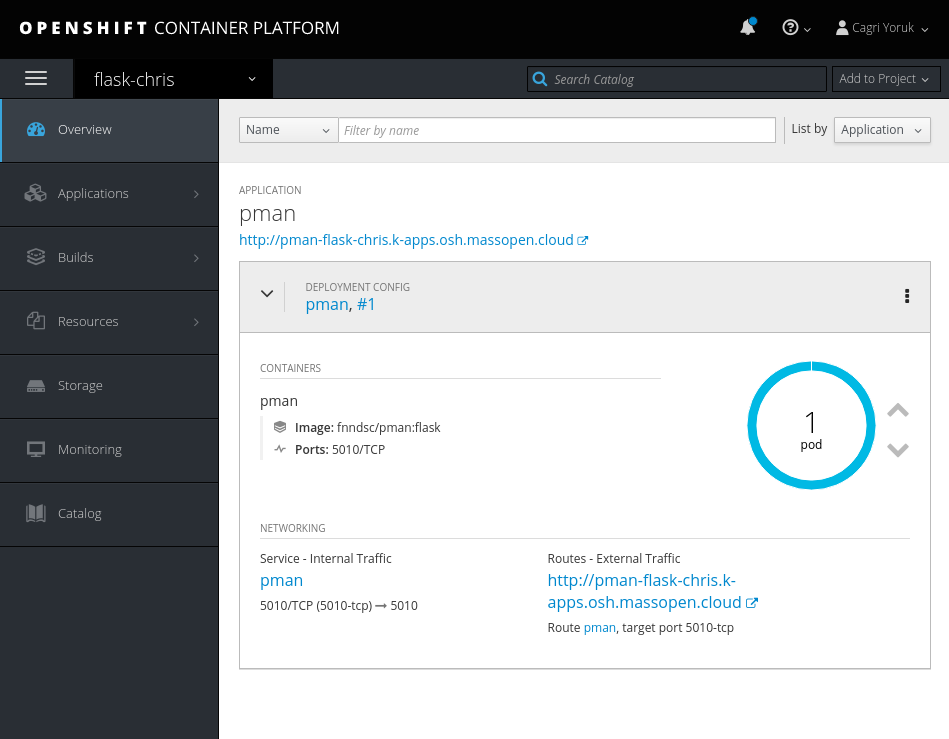 OPENSHIFT CONTAINER PLATFORM
Cagri Yoruk
flask-chris
Search Catalog
Add to Project
Overview
Applications
Builds
Resources
Storage
Monitoring
Catalog
Name
Filter by name
List by
Application
APPLICATION
pman
http://pman-flask-chris.k-apps.osh.massopen.cloud
DEPLOYMENT CONFIG
pman, #1
CONTAINERS
pman
Image: fnndsc/pman:flask
Ports: 5010/TCP
1
pod
NETWORKING
Service - Internal Traffic
pman
5010/TCP (5010-tcp) → 5010
Routes - External Traffic
http://pman-flask-chris.k-
apps.osh.massopen.cloud
Route pman, target port 5010-tcp